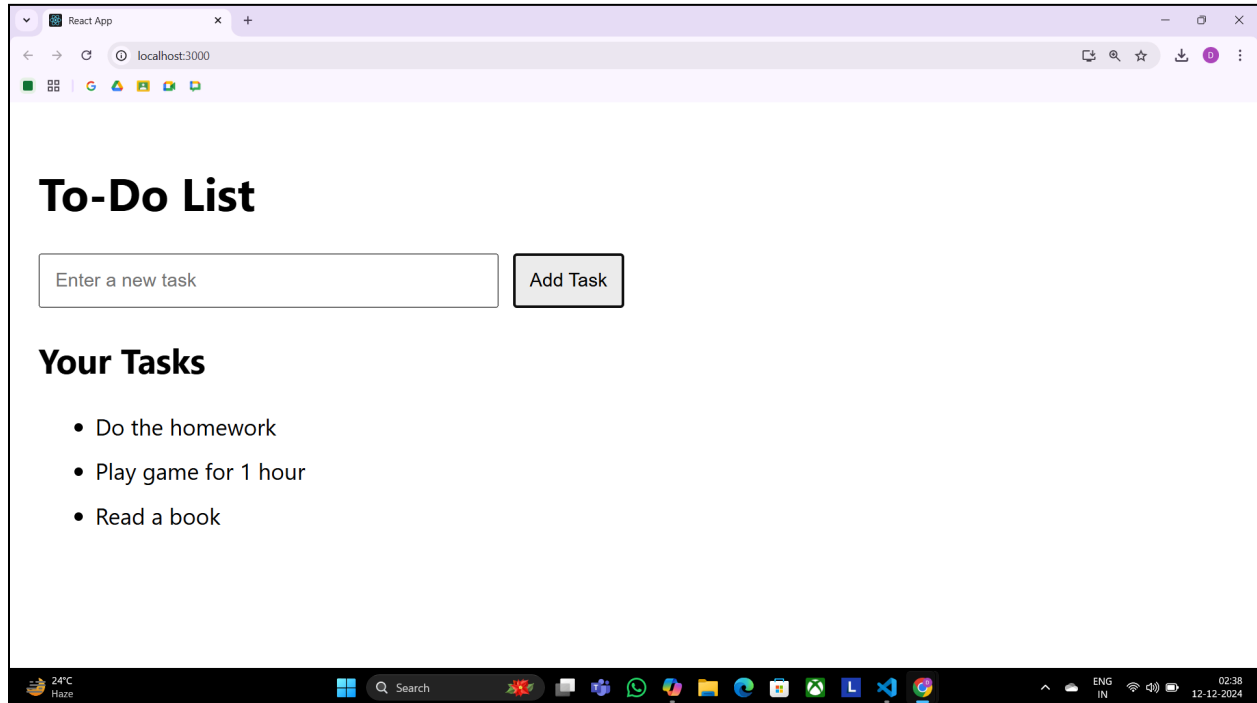 React App
localhost:3000
D
G
To-Do List
Enter a new task
Add Task
Your Tasks
Do the homework
Play game for 1 hour
Read a book
24°C
Haze
Search
L
ENG
IN
02:38
12-12-2024